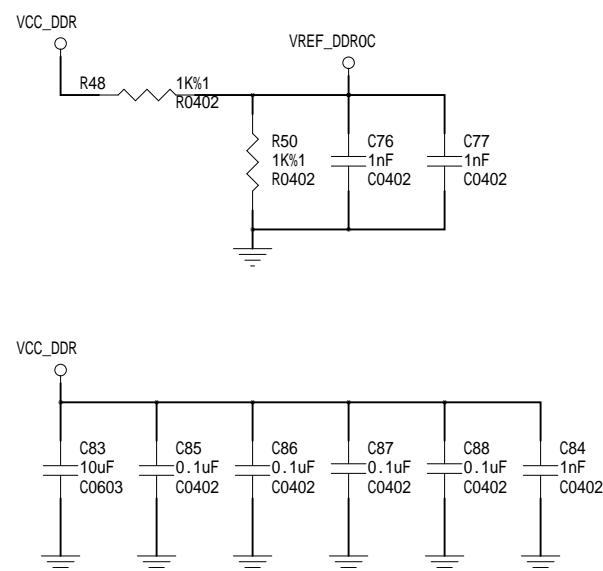 VCC_DDR
VREF_DDR0C
R48
1K%1
R0402
R50
1K%1
R0402
C76
1nF
C0402
C77
1nF
C0402
VCC_DDR
C83
10uF
C0603
C85
0.1uF
C0402
C86
0.1uF
C0402
C87
0.1uF
C0402
C88
0.1uF
C0402
C84
1nF
C0402